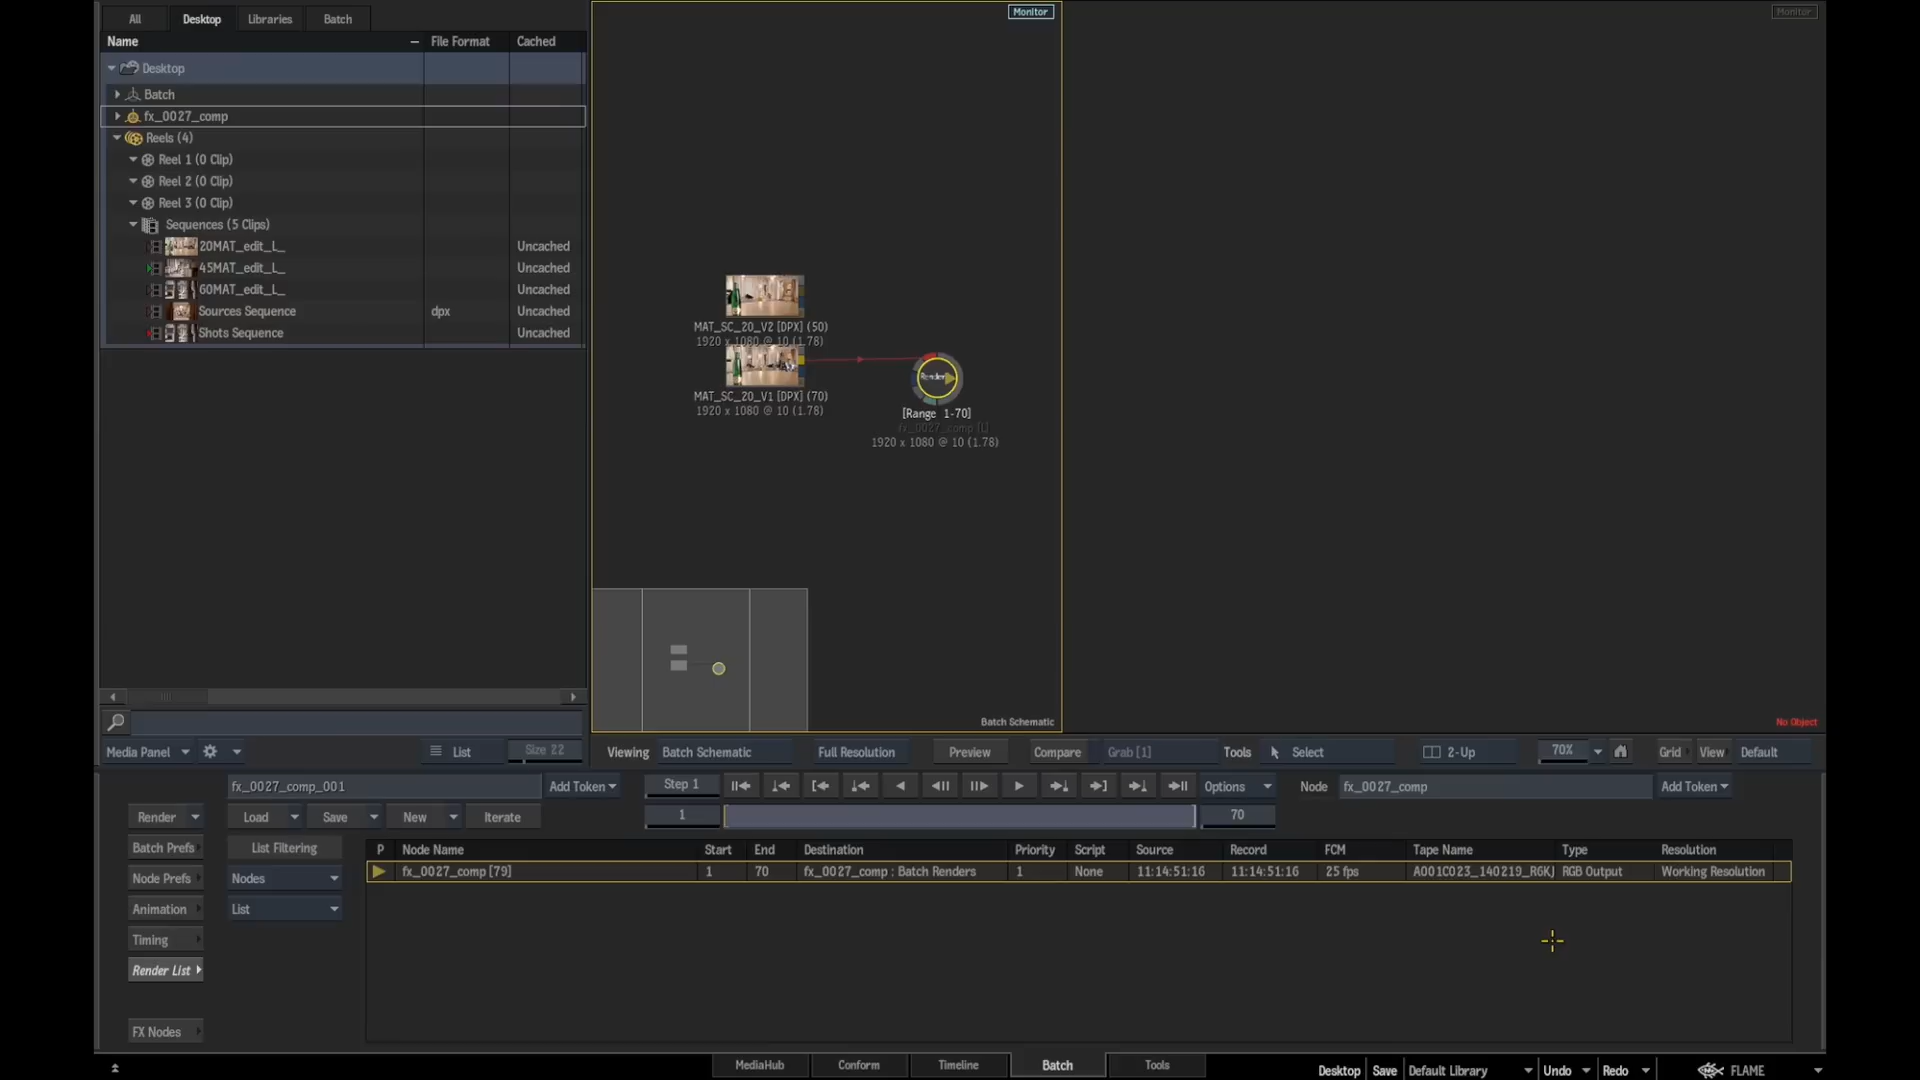 All
Desktop
Libraries
Batch
Name
File Format
Cached
Desktop
Batch
fx_0027_comp
Reels (4)
Reel 1 (0 Clip)
Reel 2 (0 Clip)
Reel 3 (0 Clip)
Sequences (5 Clips)
20MAT_edit_L_ Uncached
45MAT_edit_L_ Uncached
60MAT_edit_L_ Uncached
Sources Sequence dpx Uncached
Shots Sequence Uncached
Monitor
Monitor
MAT_SC_20_V2 [DPX] (50)
1920 x 1080 @ 10 (1.78)
MAT_SC_20_V1 [DPX] (70)
1920 x 1080 @ 10 (1.78)
Render
[Range 1-70]
fx_0027_comp [L]
1920 x 1080 @ 10 (1.78)
Batch Schematic
No Object
Media Panel
List
Size 22
Viewing
Batch Schematic
Full Resolution
Preview
Compare
Grab [1]
Tools
Select
2-Up
70%
Grid
View
Default
fx_0027_comp_001
Add Token
Step 1
Options
Node
fx_0027_comp
Add Token
Render
Load
Save
New
Iterate
1
70
Batch Prefs
List Filtering
Node Prefs
Nodes
Animation
List
Timing
Render List
FX Nodes
P Node Name Start End Destination Priority Script Source Record FCM Tape Name Type Resolution
fx_0027_comp [79] 1 70 fx_0027_comp : Batch Renders 1 None 11:14:51:16 11:14:51:16 25 fps A001C023_140219_R6KJ RGB Output Working Resolution
MediaHub
Conform
Timeline
Batch
Tools
Desktop
Save
Default Library
Undo
Redo
FLAME